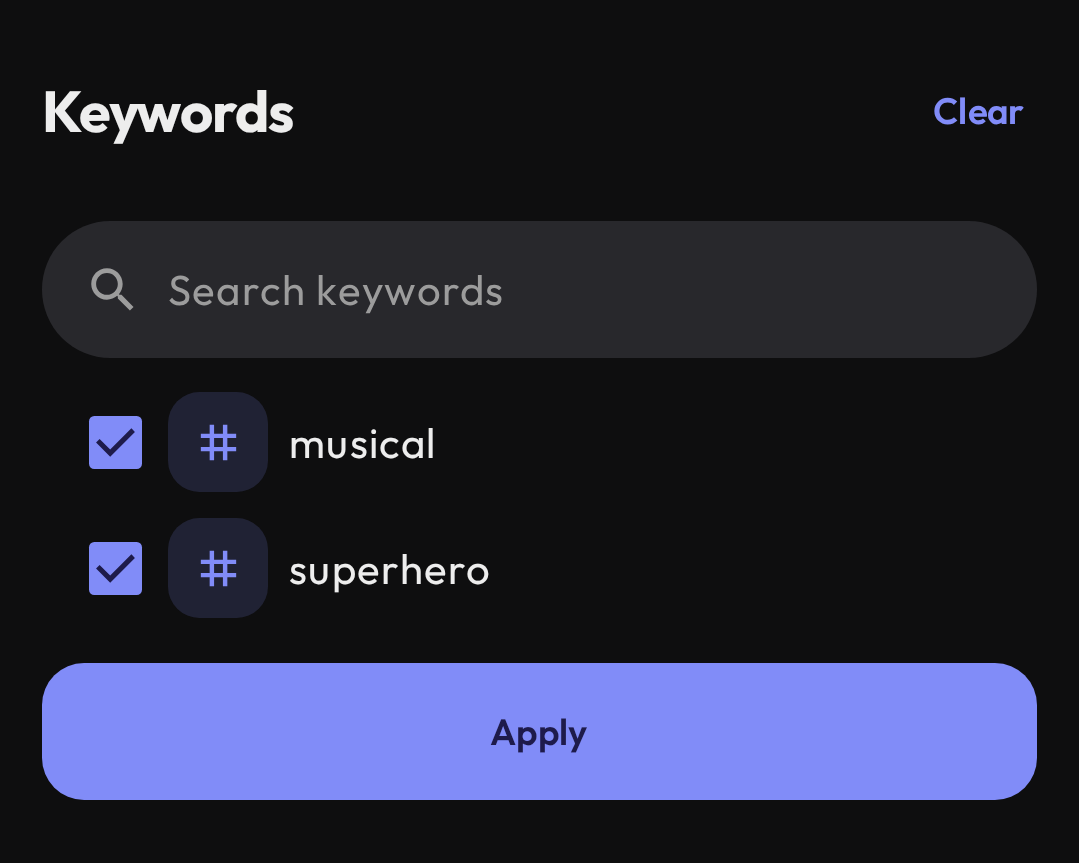 Keywords
Clear
Search keywords
# musical
# superhero
Apply